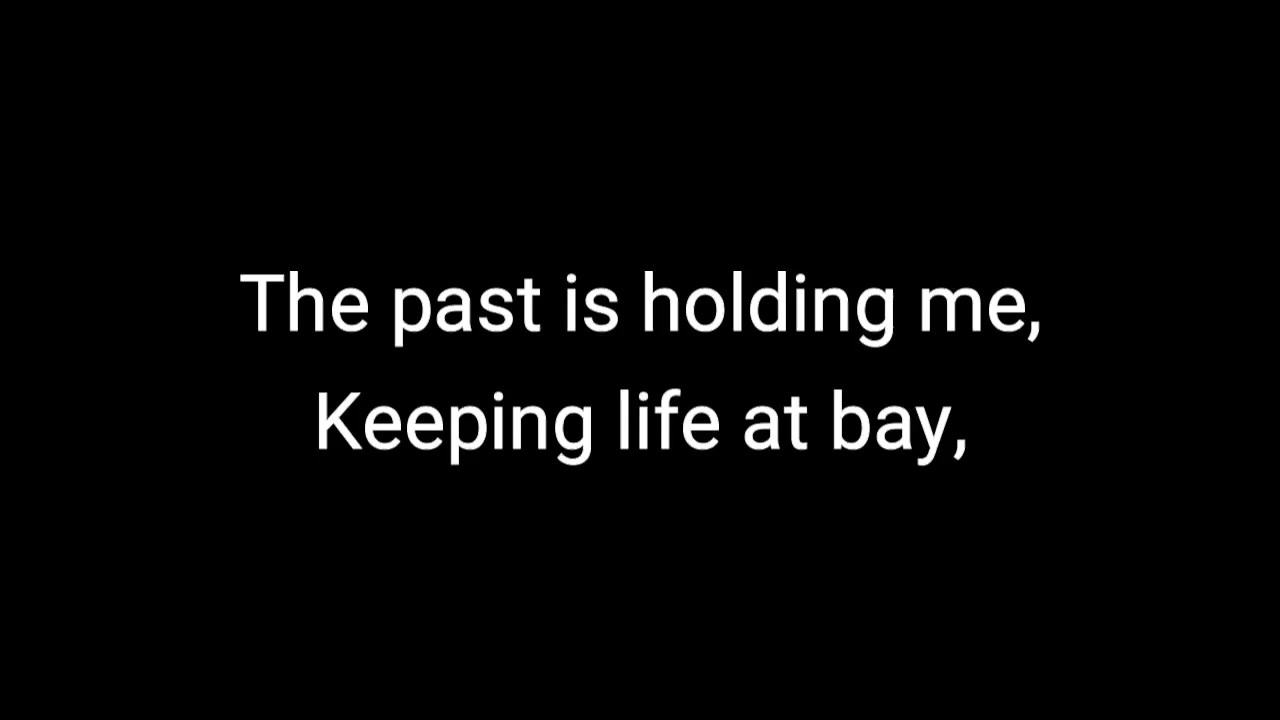 The past is holding me,
Keeping life at bay,